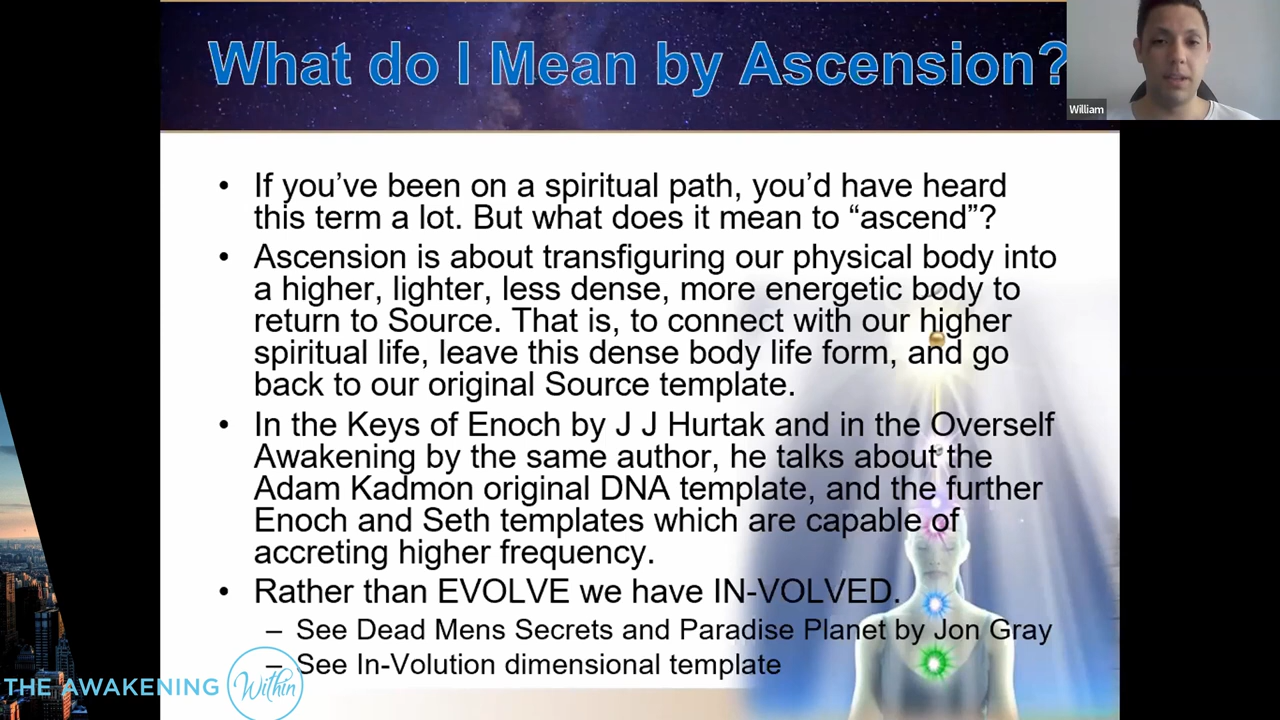 What do I Mean by Ascension?
William
• If you've been on a spiritual path, you'd have heard
this term a lot. But what does it mean to “ascend”?
• Ascension is about transfiguring our physical body into
a higher, lighter, less dense, more energetic body to
return to Source. That is, to connect with our higher
spiritual life, leave this dense body life form, and go
back to our original Source template.
• In the Keys of Enoch by J J Hurtak and in the Overself
Awakening by the same author, he talks about the
Adam Kadmon original DNA template, and the further
Enoch and Seth templates which are capable of
accreting higher frequency.
• Rather than EVOLVE we have IN-VOLVED.
– See Dead Mens Secrets and Paradise Planet by Jon Gray
– See In-Volution dimensional template
THE AWAKENING Within